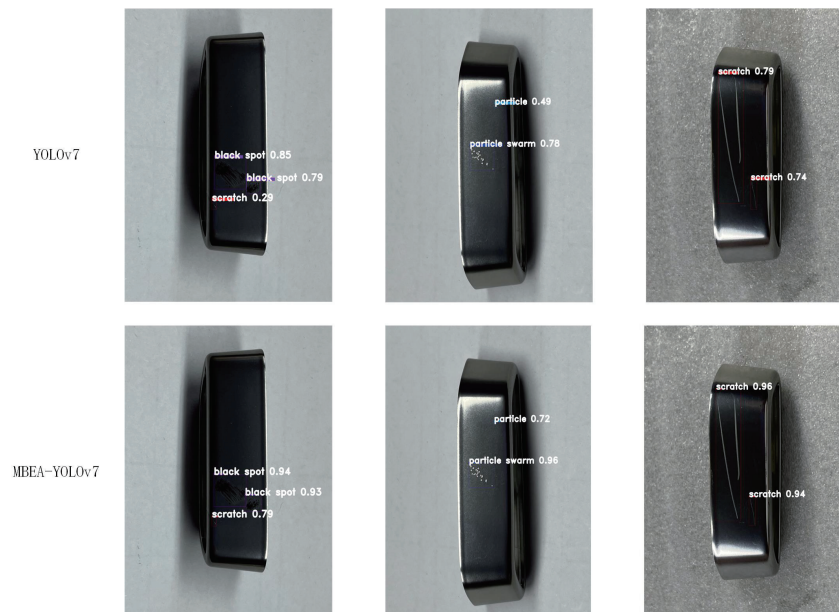 YOLOv7
black spot 0.85
black spot 0.79
scratch 0.29
particle 0.49
particle swarm 0.78
scratch 0.79
scratch 0.74
MBEA-YOLOv7
black spot 0.94
black spot 0.93
scratch 0.79
particle 0.72
particle swarm 0.96
scratch 0.96
scratch 0.94